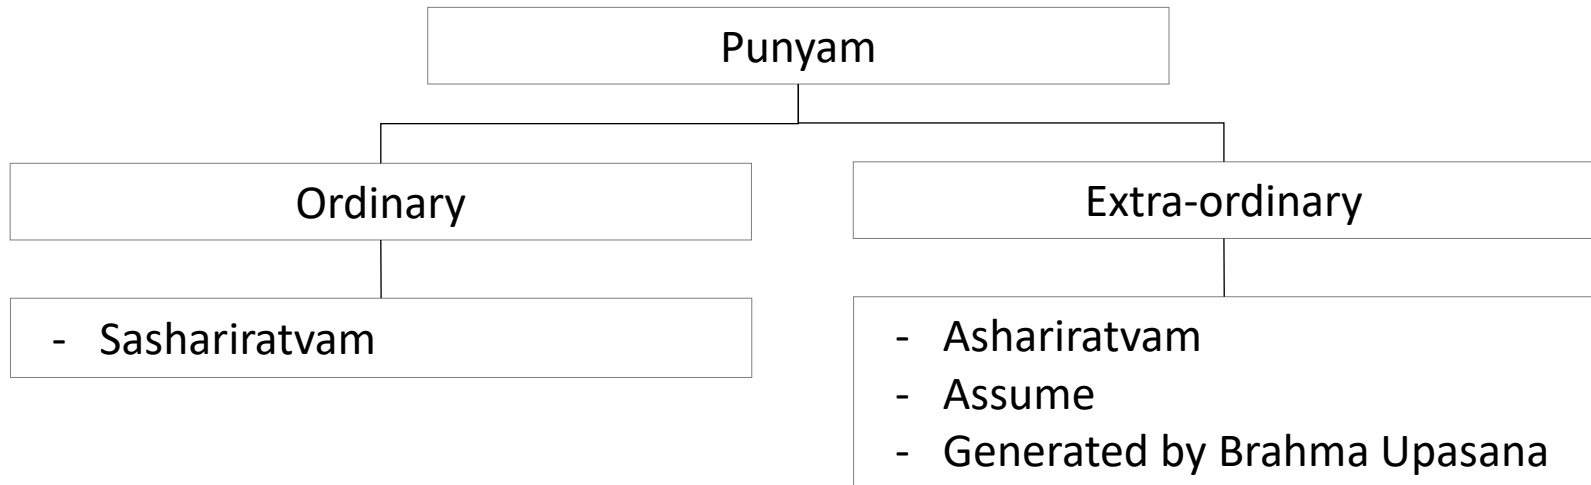 Punyam
Ordinary
Extra-ordinary
- Sashariratvam
- Ashariratvam
- Assume
- Generated by Brahma Upasana